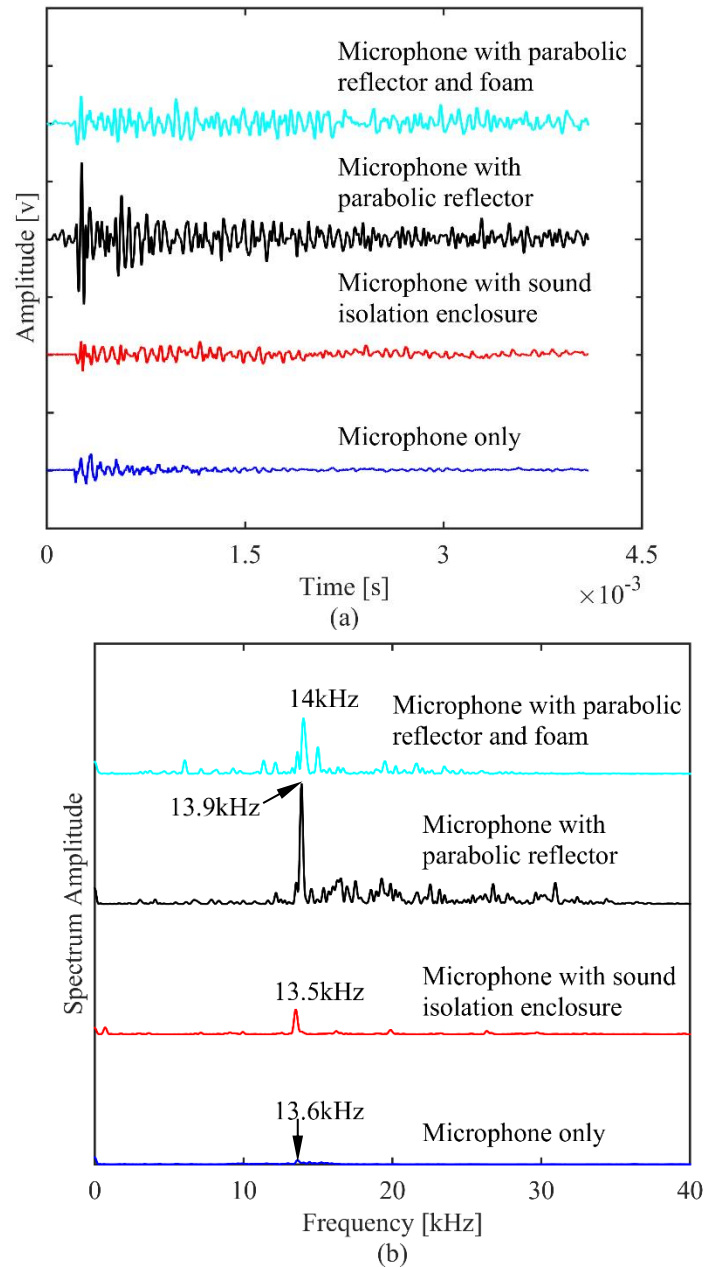 Microphone with parabolic
reflector and foam
Microphone with
parabolic reflector
Microphone with sound
isolation enclosure
Microphone only
Amplitude [v]
0
1.5
3
4.5
Time [s]
×10-3
(a)
14kHz
Microphone with parabolic
reflector and foam
13.9kHz
Microphone with
parabolic reflector
13.5kHz
Microphone with sound
isolation enclosure
13.6kHz
Microphone only
Spectrum Amplitude
0
10
20
30
40
Frequency [kHz]
(b)